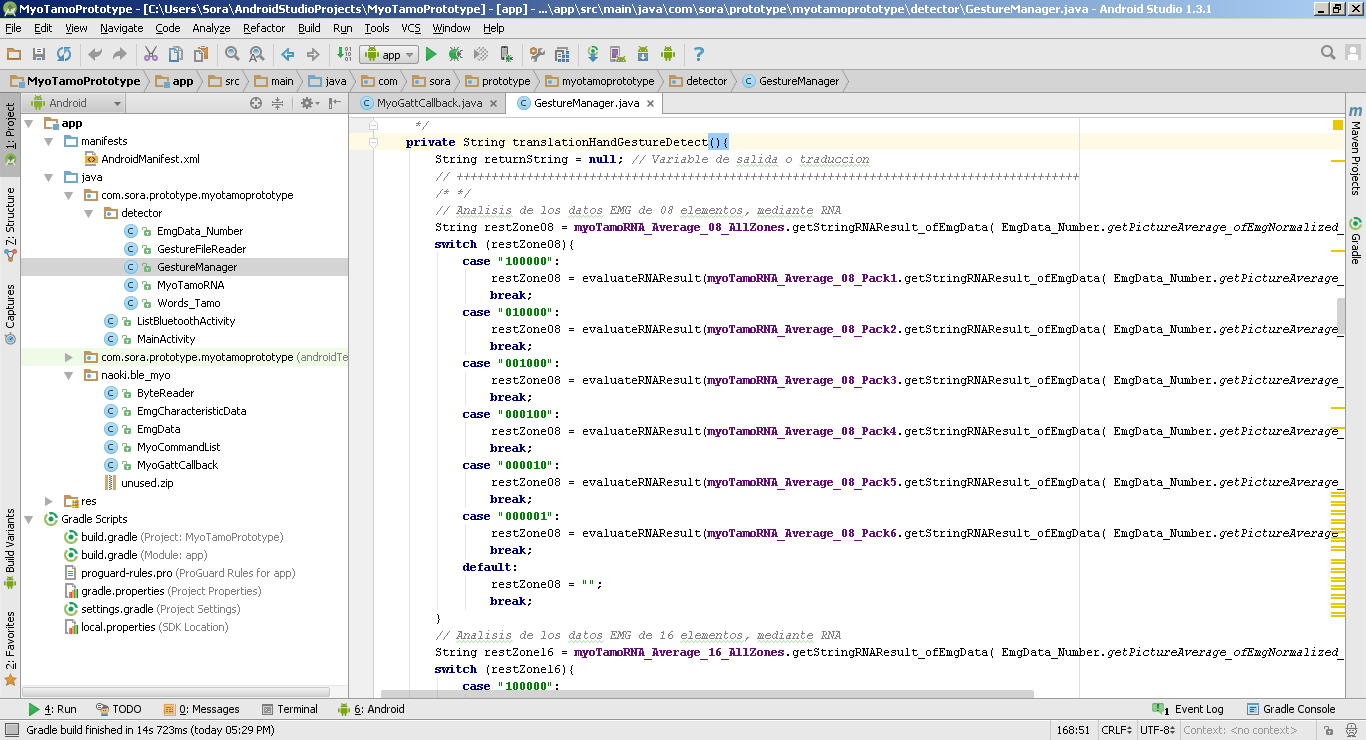 MyoTamoPrototype - [C:\Users\Sora\AndroidStudioProjects\MyoTamoPrototype] - [app] - ...\app\src\main\java\com\sora\prototype\myotamoprototype\detector\GestureManager.java - Android Studio 1.3.1
File Edit View Navigate Code Analyze Refactor Build Run Tools VCS Window Help
app
MyoTamoPrototype app src main java com sora prototype myotamoprototype detector GestureManager
Android
MyoGattCallback.java GestureManager.java
1: Project
Z: Structure
Captures
Build Variants
2: Favorites
app
manifests
AndroidManifest.xml
java
com.sora.prototype.myotamoprototype
detector
EmgData_Number
GestureFileReader
GestureManager
MyoTamoRNA
Words_Tamo
ListBluetoothActivity
MainActivity
com.sora.prototype.myotamoprototype (androidTe
naoki.ble_myo
ByteReader
EmgCharacteristicData
EmgData
MyoCommandList
MyoGattCallback
unused.zip
res
Gradle Scripts
build.gradle (Project: MyoTamoPrototype)
build.gradle (Module: app)
proguard-rules.pro (ProGuard Rules for app)
gradle.properties (Project Properties)
settings.gradle (Project Settings)
local.properties (SDK Location)
*/
private String translationHandGestureDetect(){
String returnString = null; // Variable de salida o traduccion
// ++++++++++++++++++++++++++++++++++++++++++++++++++++++++++++++++++++++++++++++++++++++++
/* */
// Analisis de los datos EMG de 08 elementos, mediante RNA
String restZone08 = myoTamoRNA_Average_08_AllZones.getStringRNAResult_ofEmgData( EmgData_Number.getPictureAverage_ofEmgNormalized_
switch (restZone08){
case "100000":
restZone08 = evaluateRNAResult(myoTamoRNA_Average_08_Pack1.getStringRNAResult_ofEmgData( EmgData_Number.getPictureAverage_
break;
case "010000":
restZone08 = evaluateRNAResult(myoTamoRNA_Average_08_Pack2.getStringRNAResult_ofEmgData( EmgData_Number.getPictureAverage_
break;
case "001000":
restZone08 = evaluateRNAResult(myoTamoRNA_Average_08_Pack3.getStringRNAResult_ofEmgData( EmgData_Number.getPictureAverage_
break;
case "000100":
restZone08 = evaluateRNAResult(myoTamoRNA_Average_08_Pack4.getStringRNAResult_ofEmgData( EmgData_Number.getPictureAverage_
break;
case "000010":
restZone08 = evaluateRNAResult(myoTamoRNA_Average_08_Pack5.getStringRNAResult_ofEmgData( EmgData_Number.getPictureAverage_
break;
case "000001":
restZone08 = evaluateRNAResult(myoTamoRNA_Average_08_Pack6.getStringRNAResult_ofEmgData( EmgData_Number.getPictureAverage_
break;
default:
restZone08 = "";
break;
}
// Analisis de los datos EMG de 16 elementos, mediante RNA
String restZone16 = myoTamoRNA_Average_16_AllZones.getStringRNAResult_ofEmgData( EmgData_Number.getPictureAverage_ofEmgNormalized_
switch (restZone16){
case "100000":
Maven Projects
Gradle
4: Run TODO 0: Messages Terminal 6: Android 1 Event Log Gradle Console
Gradle build finished in 14s 723ms (today 05:29 PM) 168:51 CRLF UTF-8 Context: <no context>